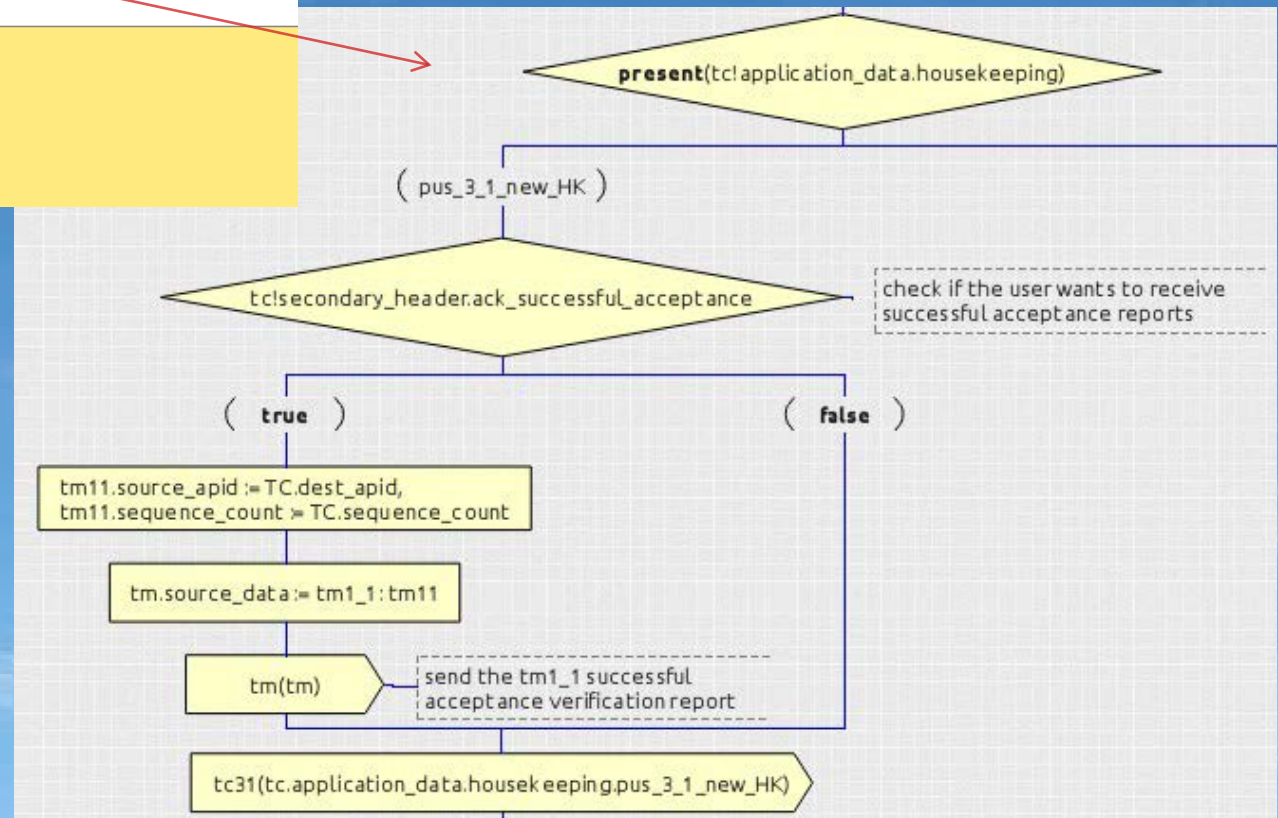 present(tc!application_data.housekeeping)
( pus_3_1_new_HK )
tc!secondary_header.ack_successful_acceptance
check if the user wants to receive
successful acceptance reports
( true )
( false )
tm11.source_apid := TC.dest_apid,
tm11.sequence_count := TC.sequence_count
tm.source_data := tm1_1: tm11
tm(tm)
send the tm1_1 successful
acceptance verification report
tc31(tc.application_data.housekeeping.pus_3_1_new_HK)